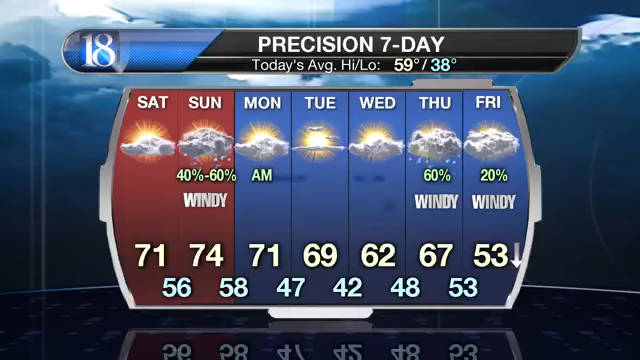 18
PRECISION 7-DAY
Today's Avg. Hi/Lo: 59°/38°
SAT SUN MON TUE WED THU FRI
40%-60% AM 60% 20%
WINDY WINDY WINDY
71 74 71 69 62 67 53
56 58 47 42 48 53